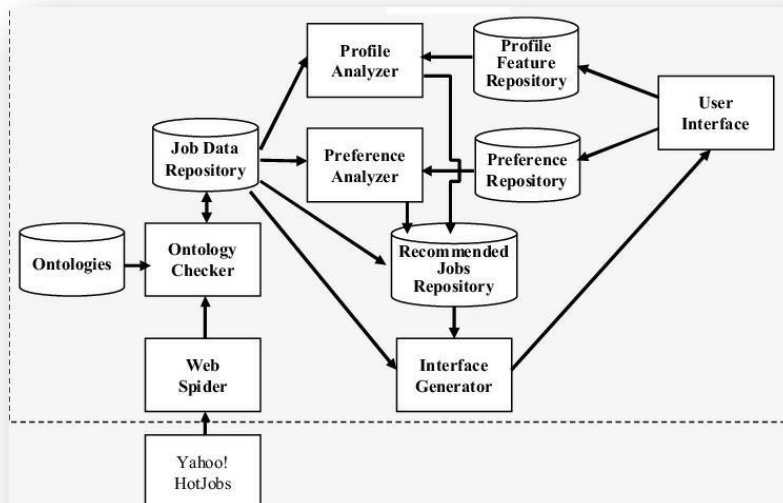 Profile
Analyzer
Profile
Feature
Repository
User
Interface
Job Data
Repository
Preference
Analyzer
Preference
Repository
Ontologies
Ontology
Checker
Recommended
Jobs
Repository
Web
Spider
Interface
Generator
Yahoo!
HotJobs